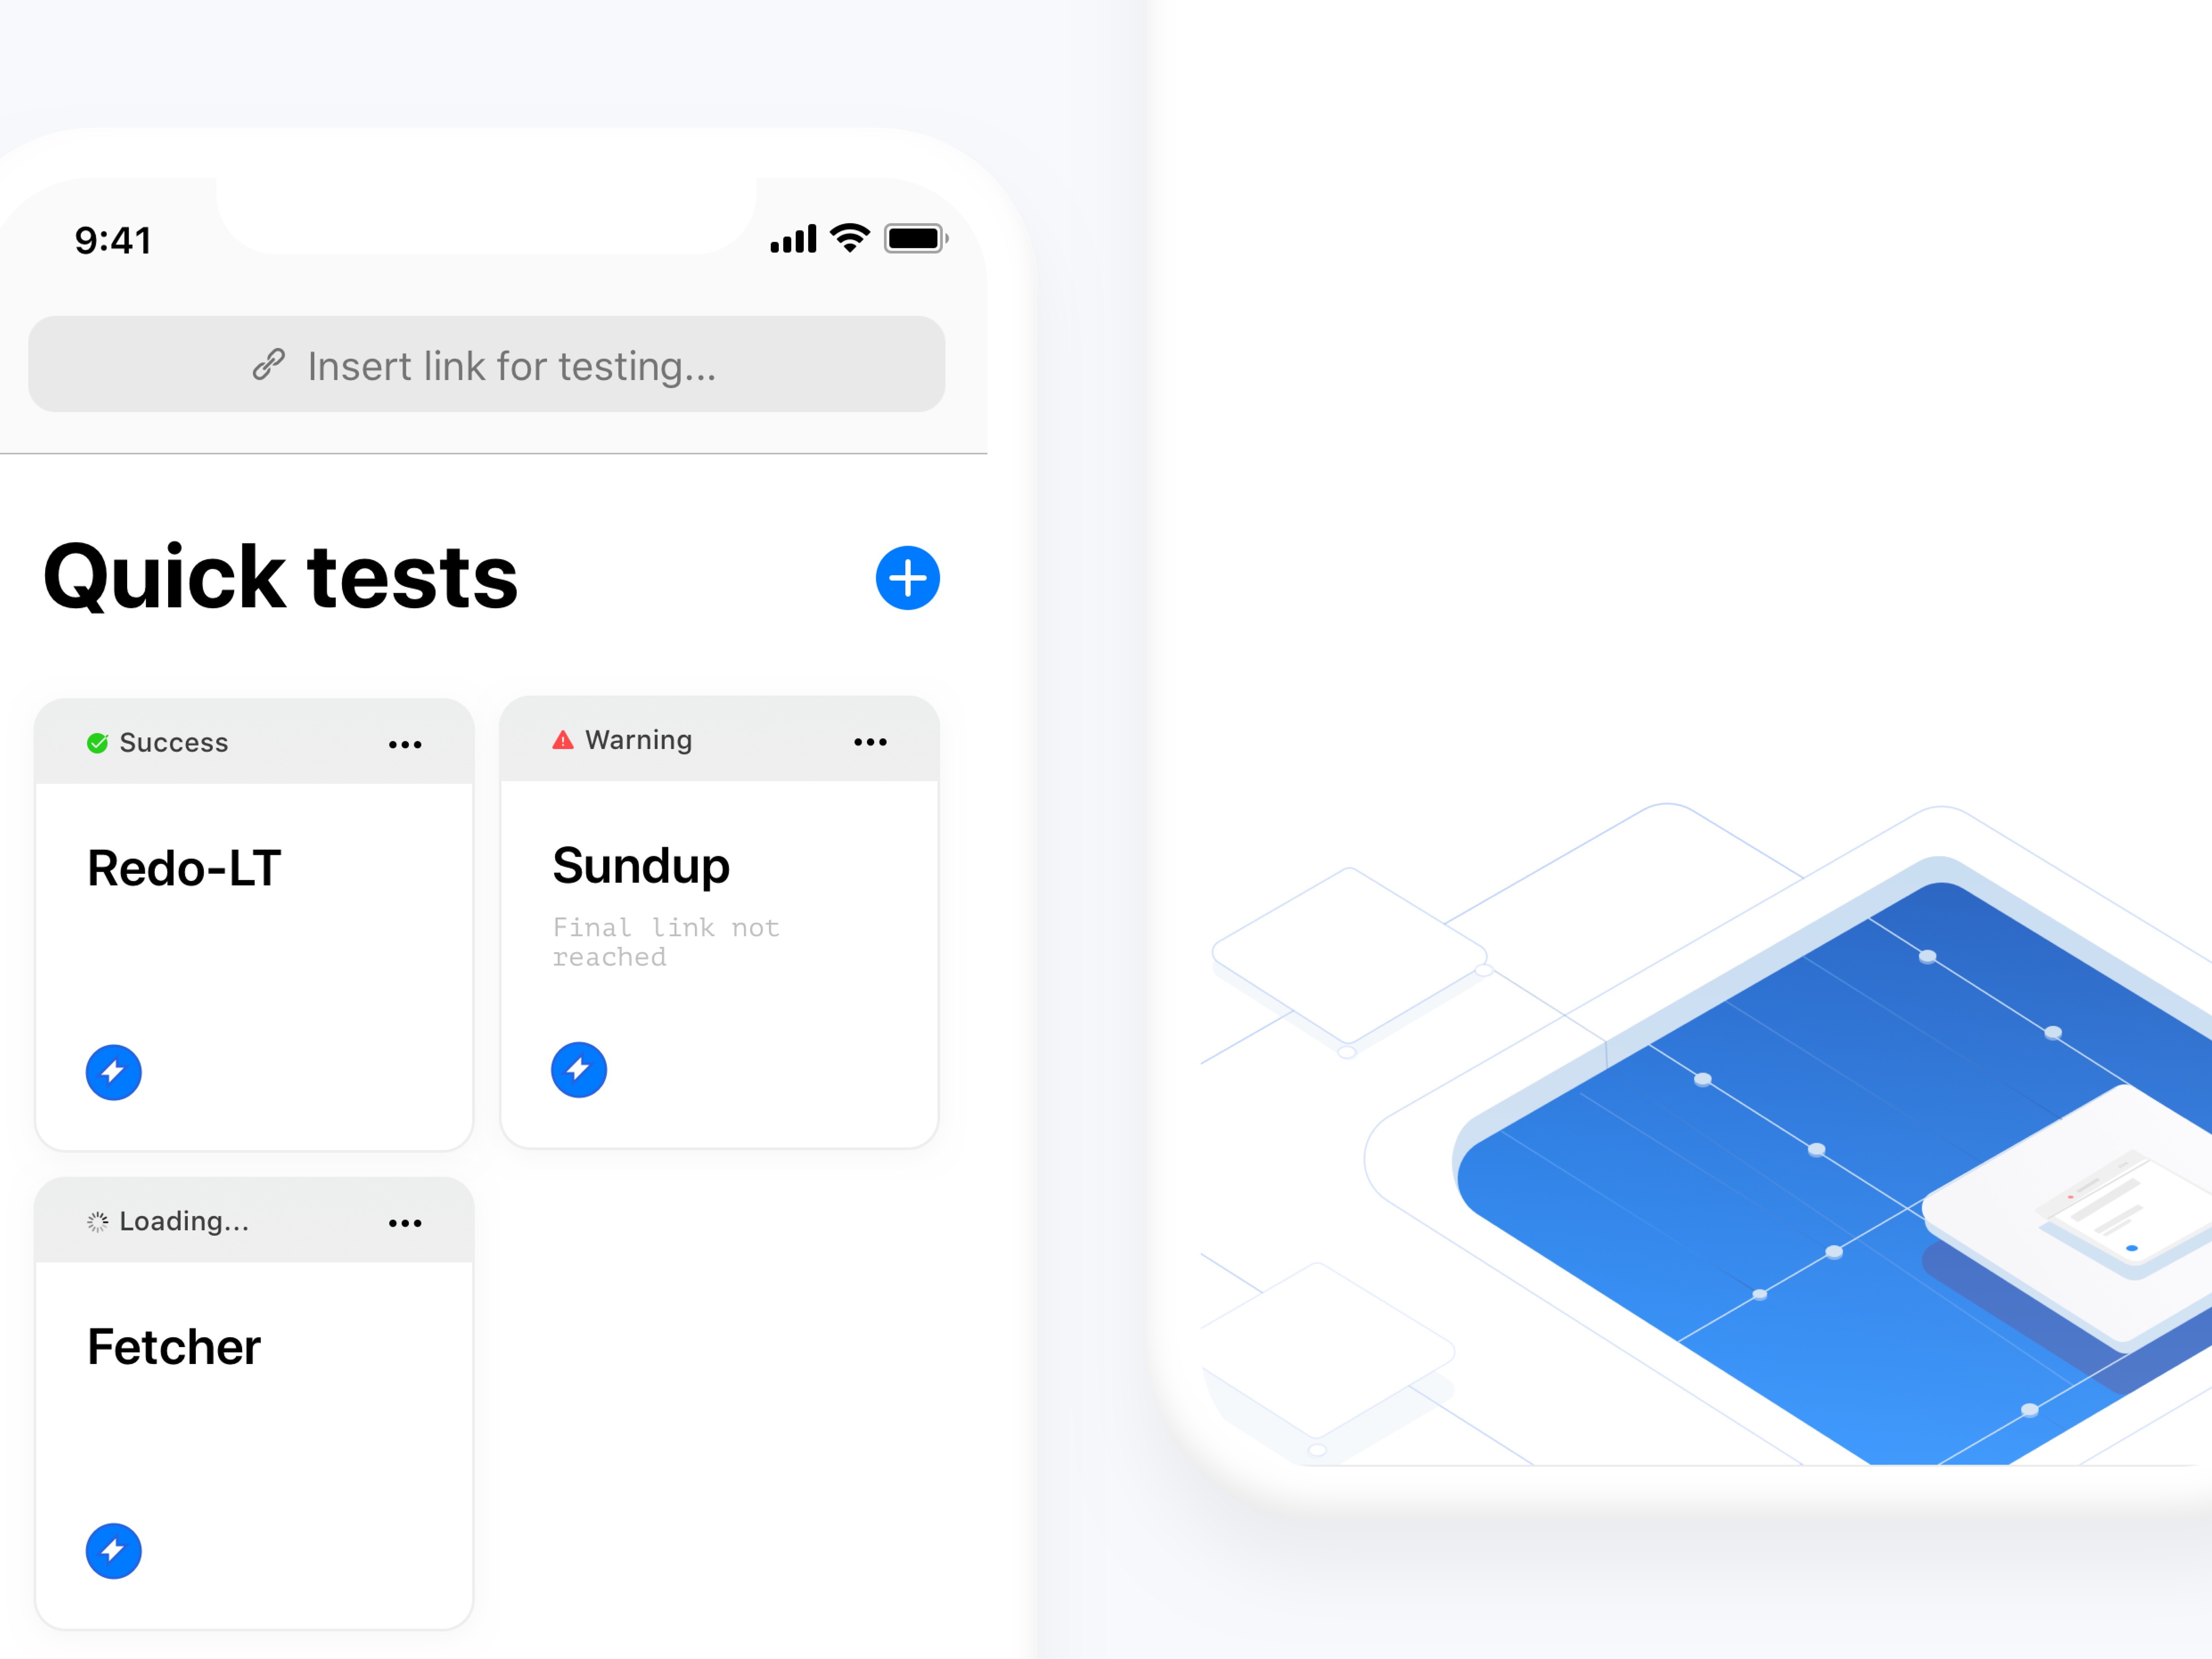 9:41
Insert link for testing...
Quick tests
Success
Warning
Redo-LT
Sundup
Final link not
reached
Loading...
Fetcher